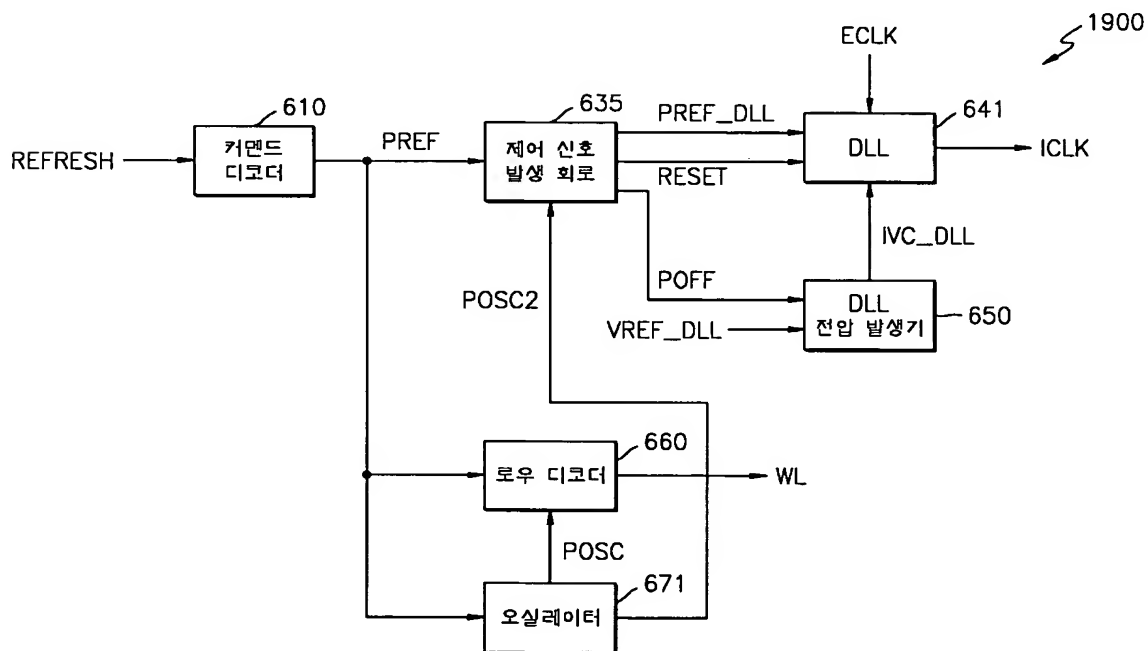 1900
ECLK
610
635
PREF_DLL
641
REFRESH
커멘드
디코더
PREF
제어 신호
발생 회로
DLL
ICLK
RESET
IVC_DLL
POSC2
POFF
DLL
전압 발생기
650
VREF_DLL
660
로우 디코더
WL
POSC
671
오실레이터